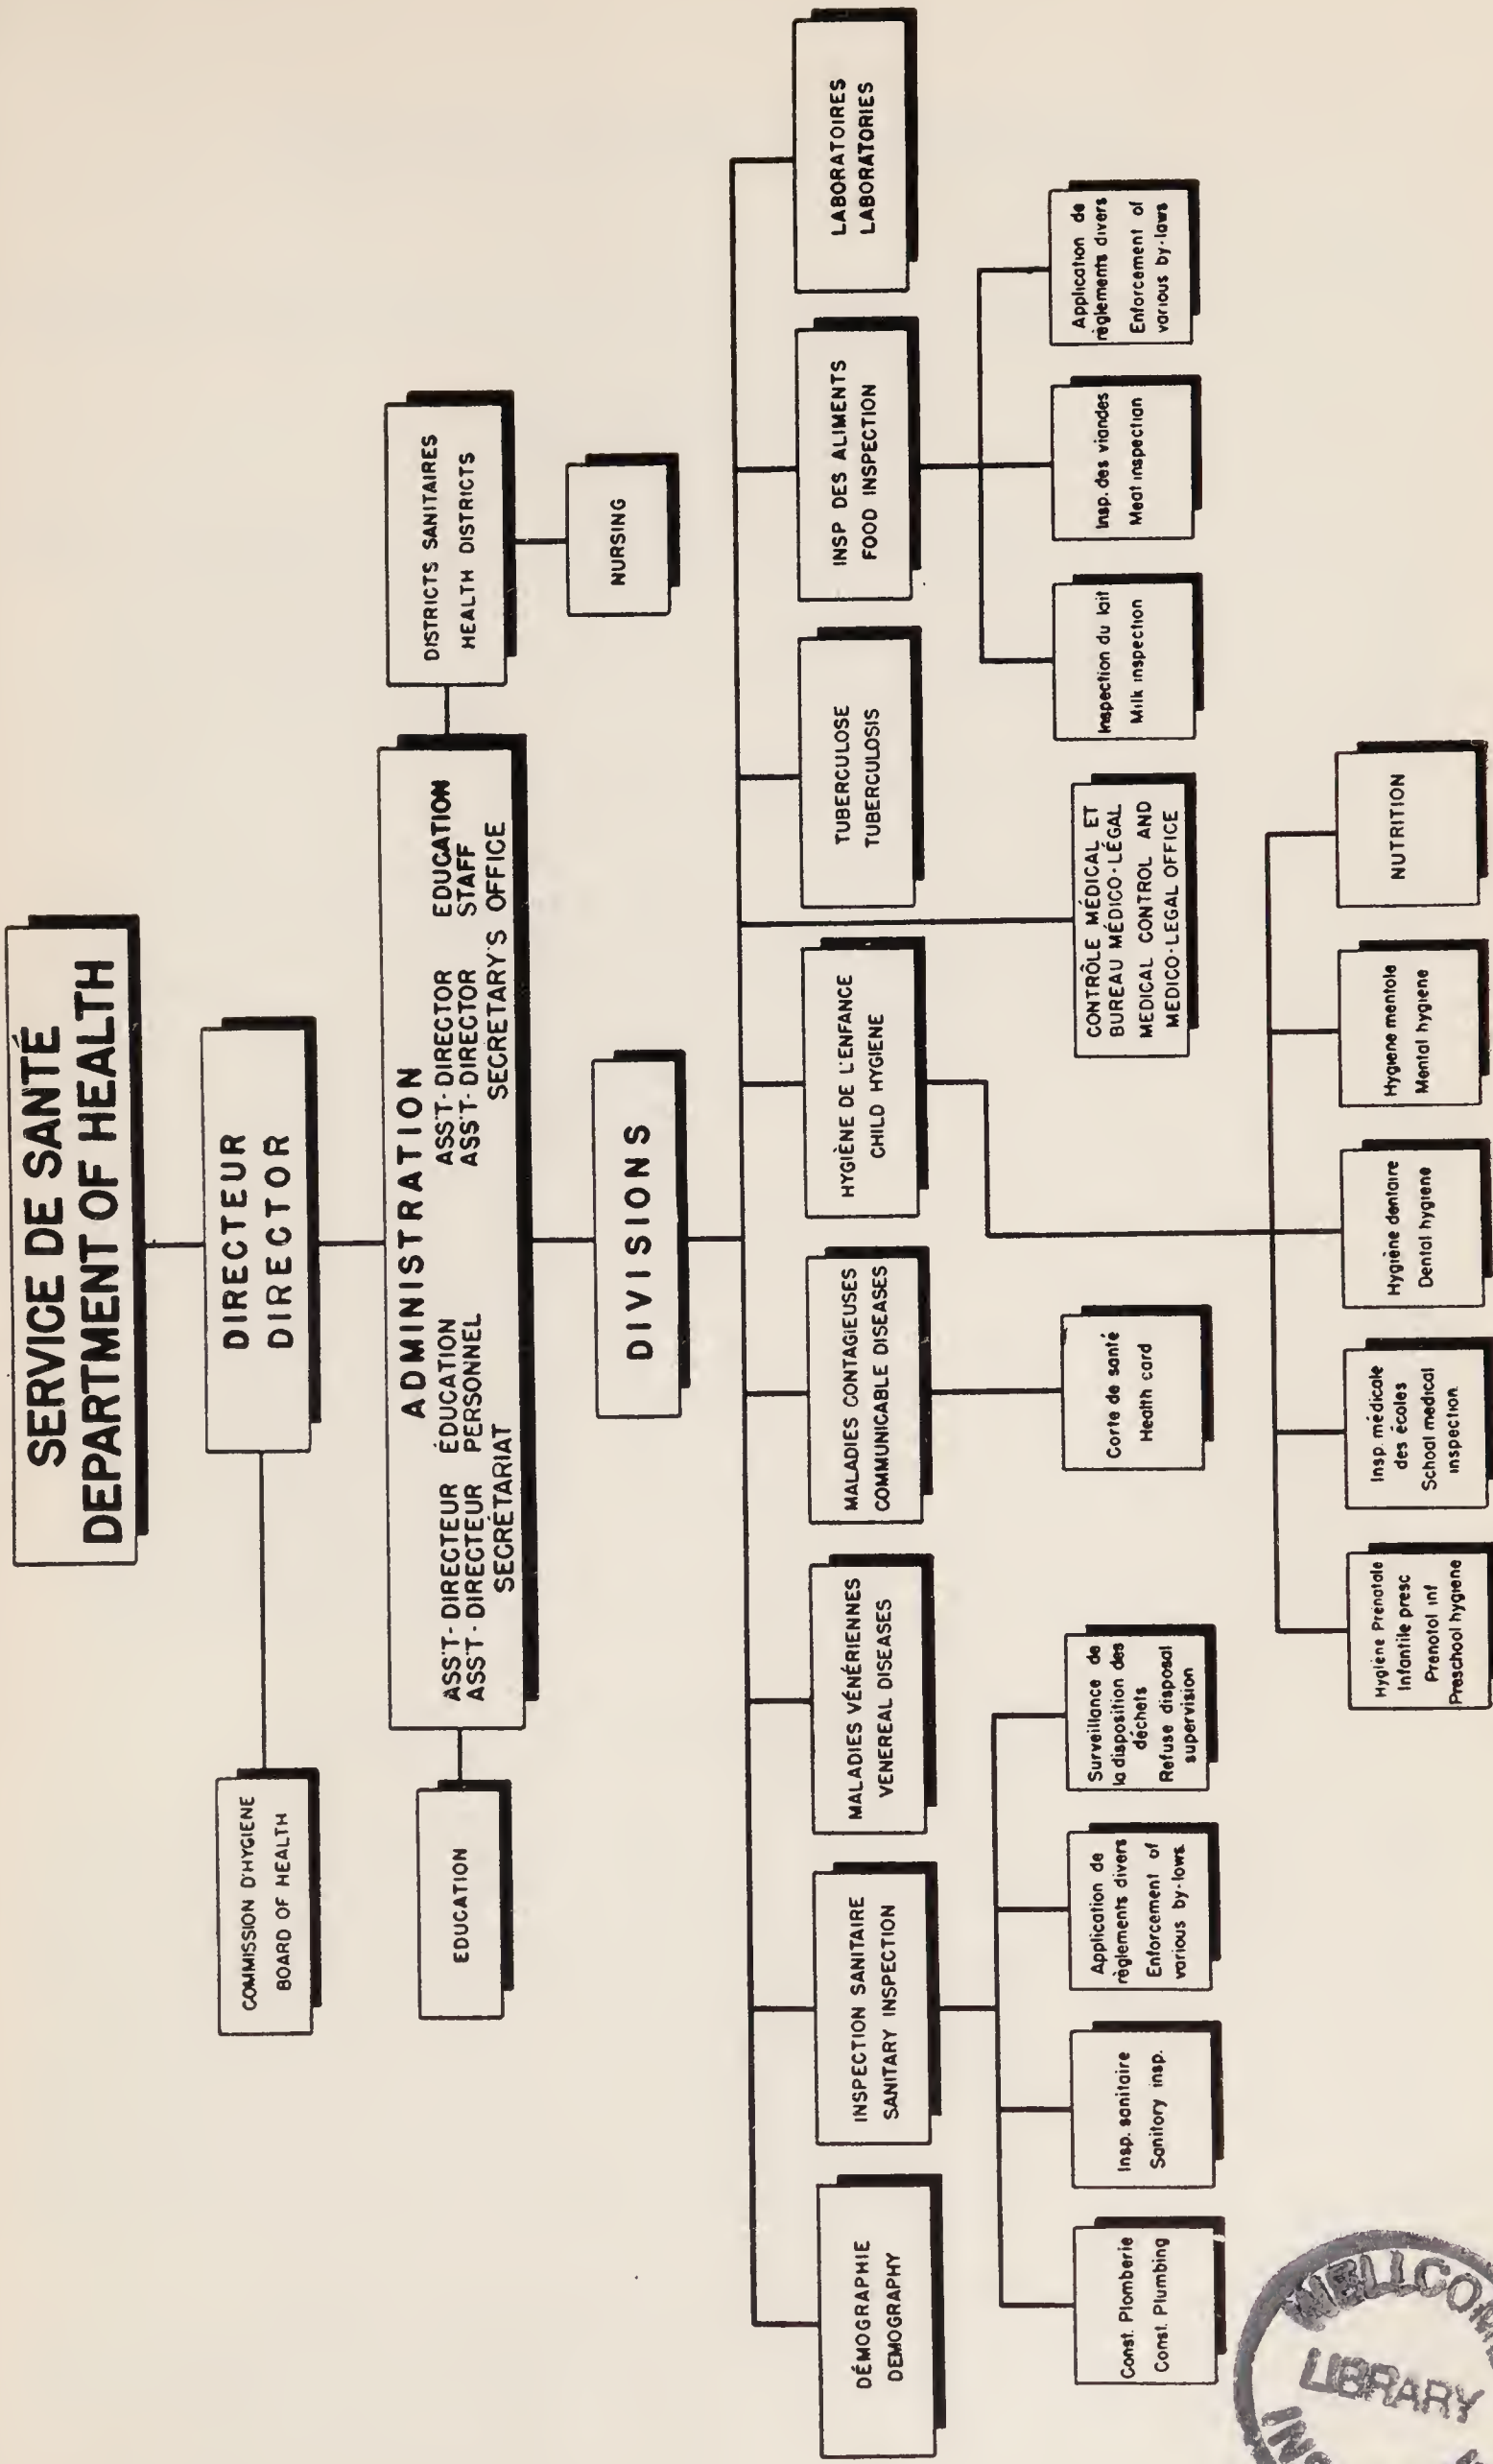 SERVICE DE SANTÉ
DEPARTMENT OF HEALTH
DIRECTEUR
DIRECTOR
COMMISSION D'HYGIENE
BOARD OF HEALTH
ADMINISTRATION
ASS'T- DIRECTEUR ÉDUCATION
ASS'T- DIRECTEUR PERSONNEL
SECRÉTARIAT
ASS'T- DIRECTOR EDUCATION
ASS'T- DIRECTOR STAFF
SECRETARY'S OFFICE
EDUCATION
DISTRICTS SANITAIRES
HEALTH DISTRICTS
NURSING
DIVISIONS
DÉMOGRAPHIE
DEMOGRAPHY
INSPECTION SANITAIRE
SANITARY INSPECTION
MALADIES VÉNÉRIENNES
VENEREAL DISEASES
MALADIES CONTAGIEUSES
COMMUNICABLE DISEASES
HYGIÈNE DE L'ENFANCE
CHILD HYGIENE
TUBERCULOSE
TUBERCULOSIS
INSP DES ALIMENTS
FOOD INSPECTION
LABORATOIRES
LABORATORIES
Const. Plomberie
Const. Plumbing
Insp. sanitaire
Sanitory insp.
Application de
règlements divers
Enforcement of
various by-lows
Surveillance de
la disposition des
déchets
Refuse disposal
supervision
Corte de santé
Health card
CONTRÔLE MÉDICAL ET
BUREAU MÉDICO-LÉGAL
MEDICAL CONTROL AND
MEDICO-LEGAL OFFICE
Inspection du lait
Milk inspection
Insp. des viandes
Meat inspection
Application de
règlements divers
Enforcement of
various by-laws
Hygiène Prénatale
Infantile presc
Prenotol inf
Preschool hygiene
Insp. médicale
des écoles
School medical
inspection
Hygiène dentaire
Dental hygiene
Hygiene mentole
Mental hygiene
NUTRITION
LIBRARY